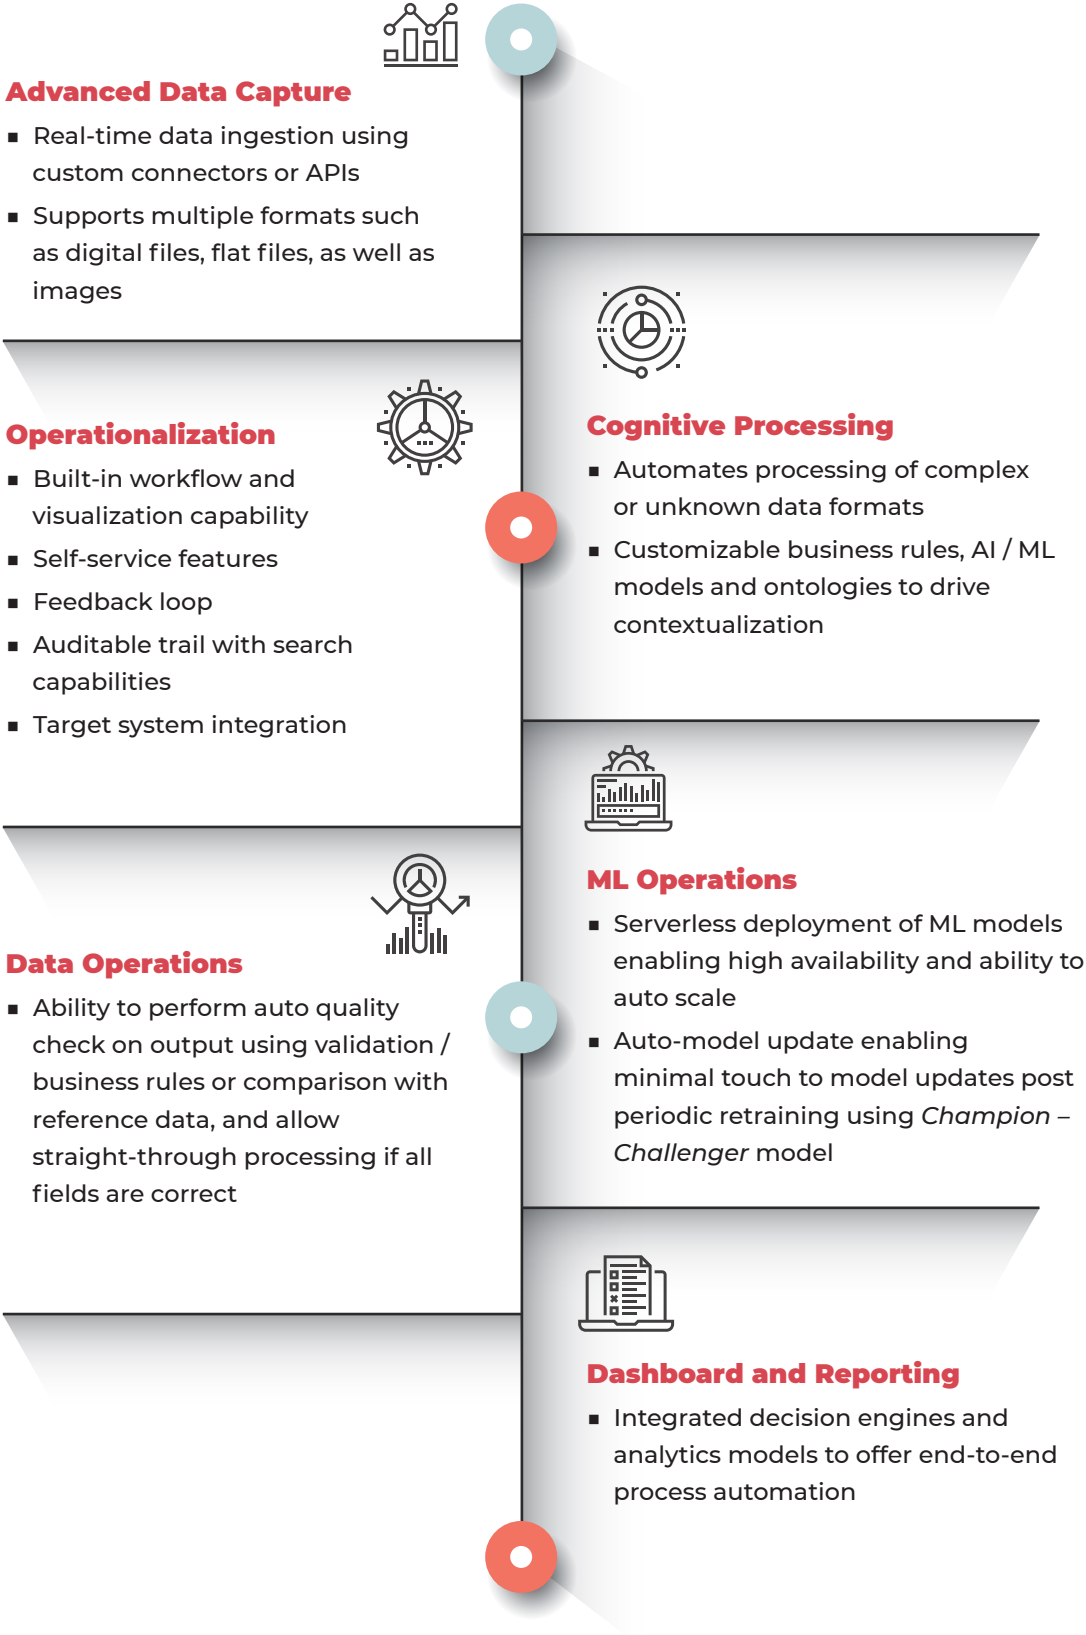 Advanced Data Capture
▪ Real-time data ingestion using
custom connectors or APIs
▪ Supports multiple formats such
as digital files, flat files, as well as
images
Cognitive Processing
▪ Automates processing of complex
or unknown data formats
▪ Customizable business rules, AI / ML
models and ontologies to drive
contextualization
Operationalization
▪ Built-in workflow and
visualization capability
▪ Self-service features
▪ Feedback loop
▪ Auditable trail with search
capabilities
▪ Target system integration
ML Operations
▪ Serverless deployment of ML models
enabling high availability and ability to
auto scale
▪ Auto-model update enabling
minimal touch to model updates post
periodic retraining using Champion –
Challenger model
Data Operations
▪ Ability to perform auto quality
check on output using validation /
business rules or comparison with
reference data, and allow
straight-through processing if all
fields are correct
Dashboard and Reporting
▪ Integrated decision engines and
analytics models to offer end-to-end
process automation